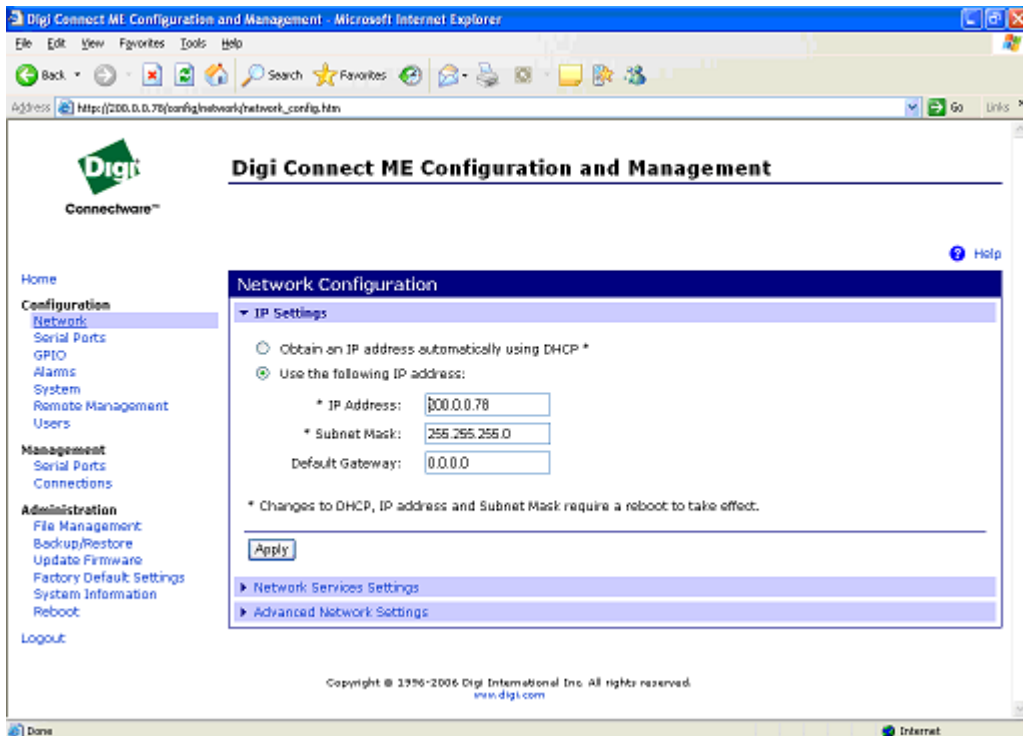 Digi Connect ME Configuration and Management - Microsoft Internet Explorer
File Edit View Favorites Tools Help
Back Search Favorites
Address http://200.0.0.78/config/network/network_config.htm Go Links »
Digi
Connectware™
Digi Connect ME Configuration and Management
Help
Home
Configuration
Network
Serial Ports
GPIO
Alarms
System
Remote Management
Users
Management
Serial Ports
Connections
Administration
File Management
Backup/Restore
Update Firmware
Factory Default Settings
System Information
Reboot
Logout
Network Configuration
IP Settings
Obtain an IP address automatically using DHCP *
Use the following IP address:
* IP Address: 200.0.0.78
* Subnet Mask: 255.255.255.0
Default Gateway: 0.0.0.0
* Changes to DHCP, IP address and Subnet Mask require a reboot to take effect.
Apply
Network Services Settings
Advanced Network Settings
Copyright © 1996-2006 Digi International Inc. All rights reserved.
www.digi.com
Done Internet